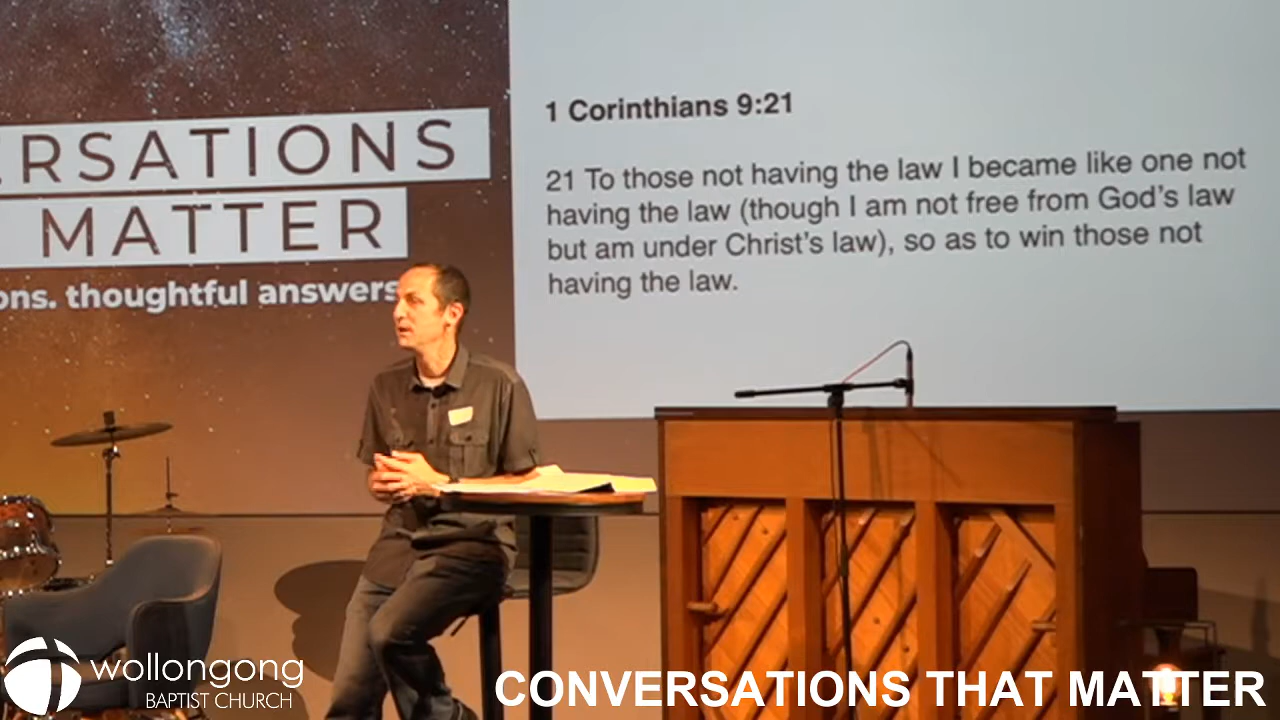 ERSATIONS
MATTER
ons. thoughtful answers
1 Corinthians 9:21
21 To those not having the law I became like one not
having the law (though I am not free from God's law
but am under Christ's law), so as to win those not
having the law.
wollongong
BAPTIST CHURCH
CONVERSATIONS THAT MATTER